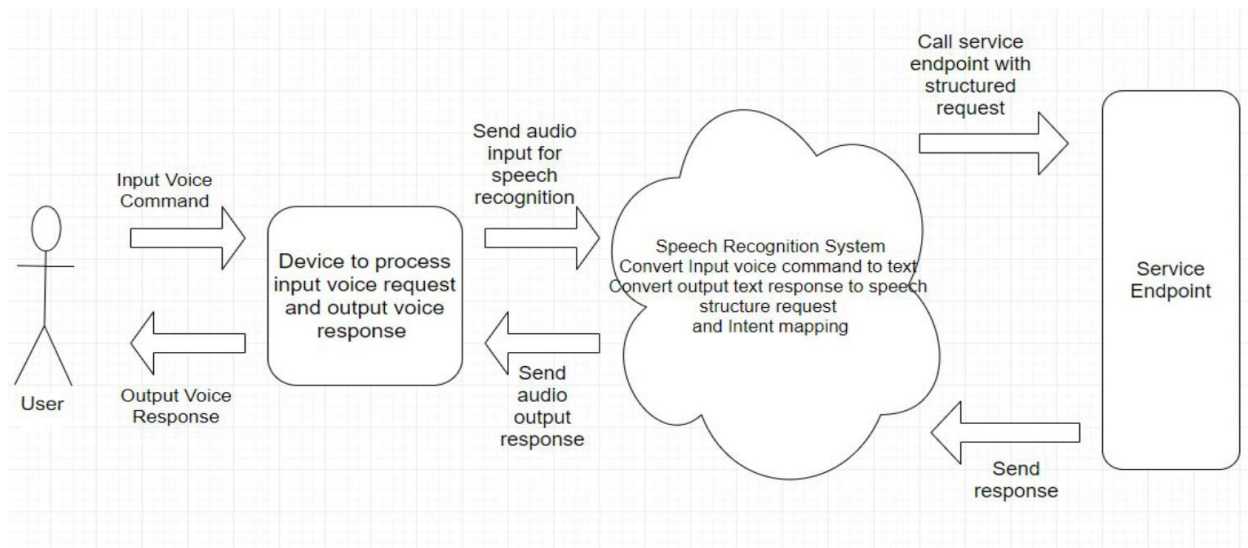 Call service
endpoint with
structured
request
Send audio
input for
speech
recognition
Input Voice
Command
Device to process
input voice request
and output voice
response
Speech Recognition System
Convert Input voice command to text
Convert output text response to speech
structure request
and Intent mapping
Service
Endpoint
User
Output Voice
Response
Send
audio
output
response
Send
response